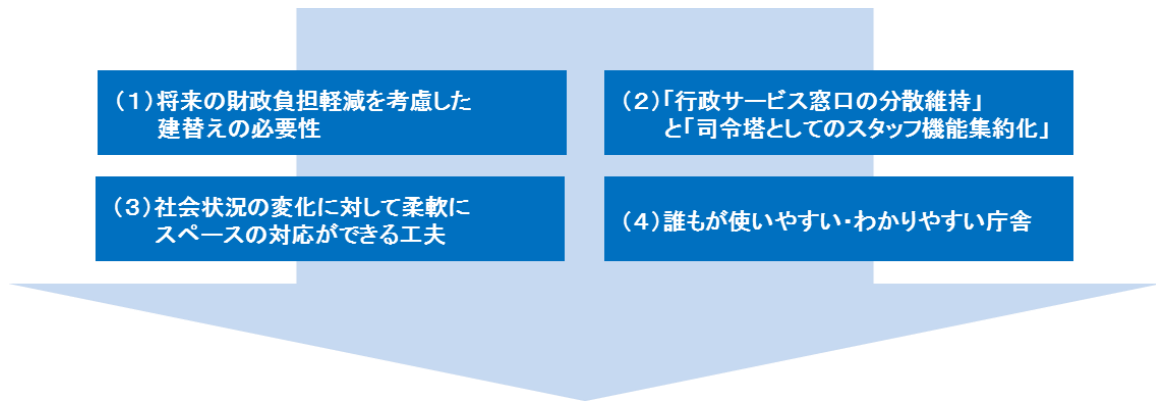 （１）将来の財政負担軽減を考慮した
建替えの必要性
（２）「行政サービス窓口の分散維持」
と「司令塔としてのスタッフ機能集約化」
（３）社会状況の変化に対して柔軟に
スペースの対応ができる工夫
（４）誰もが使いやすい・わかりやすい庁舎